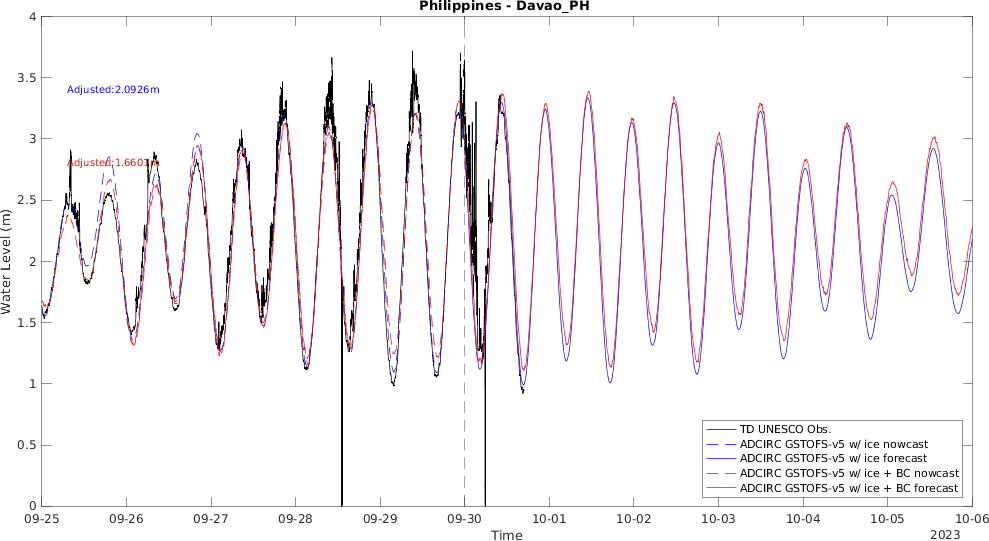 Philippines - Davao_PH
Water Level (m)
4
3.5
3
2.5
2
1.5
1
0.5
0
Adjusted:2.0926m
Adjusted:1.6601m
TD UNESCO Obs.
ADCIRC GSTOFS-v5 w/ ice nowcast
ADCIRC GSTOFS-v5 w/ ice forecast
ADCIRC GSTOFS-v5 w/ ice + BC nowcast
ADCIRC GSTOFS-v5 w/ ice + BC forecast
09-25 09-26 09-27 09-28 09-29 09-30 10-01 10-02 10-03 10-04 10-05 10-06
Time
2023